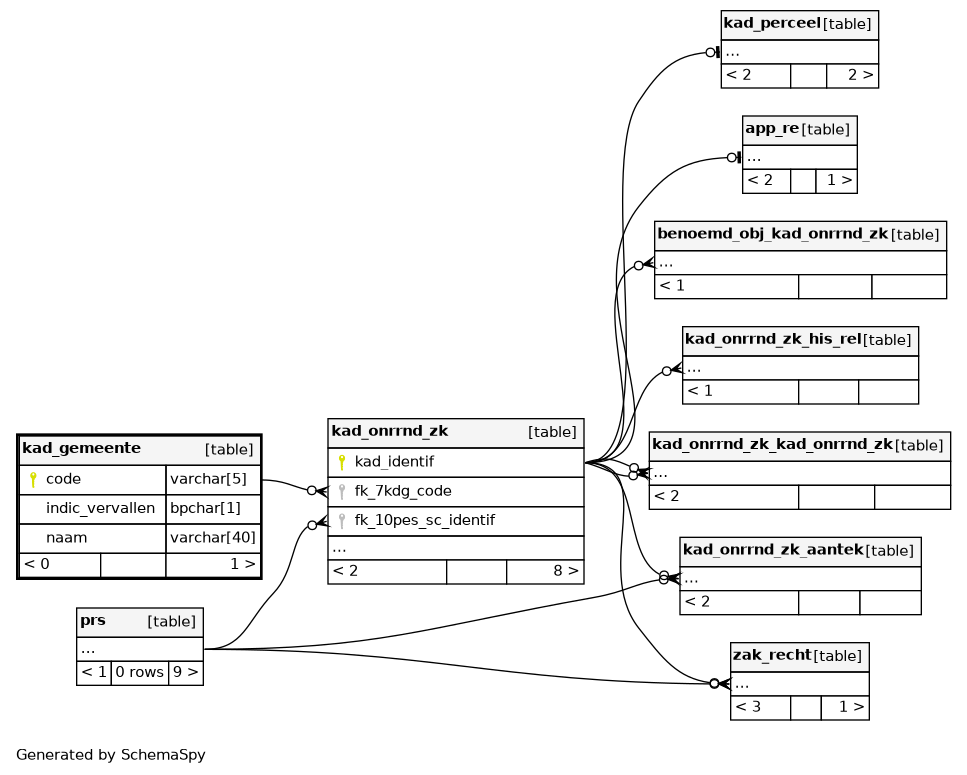 kad_perceel [table]
...
< 2 2 >
app_re [table]
...
< 2 1 >
benoemd_obj_kad_onrrnd_zk [table]
...
< 1
kad_onrrnd_zk_his_rel [table]
...
< 1
kad_onrrnd_zk_kad_onrrnd_zk [table]
...
< 2
kad_onrrnd_zk_aantek [table]
...
< 2
zak_recht [table]
...
< 3 1 >
kad_onrrnd_zk [table]
kad_identif
fk_7kdg_code
fk_10pes_sc_identif
...
< 2 8 >
kad_gemeente [table]
code varchar[5]
indic_vervallen bpchar[1]
naam varchar[40]
< 0 1 >
prs [table]
...
< 1 0 rows 9 >
Generated by SchemaSpy